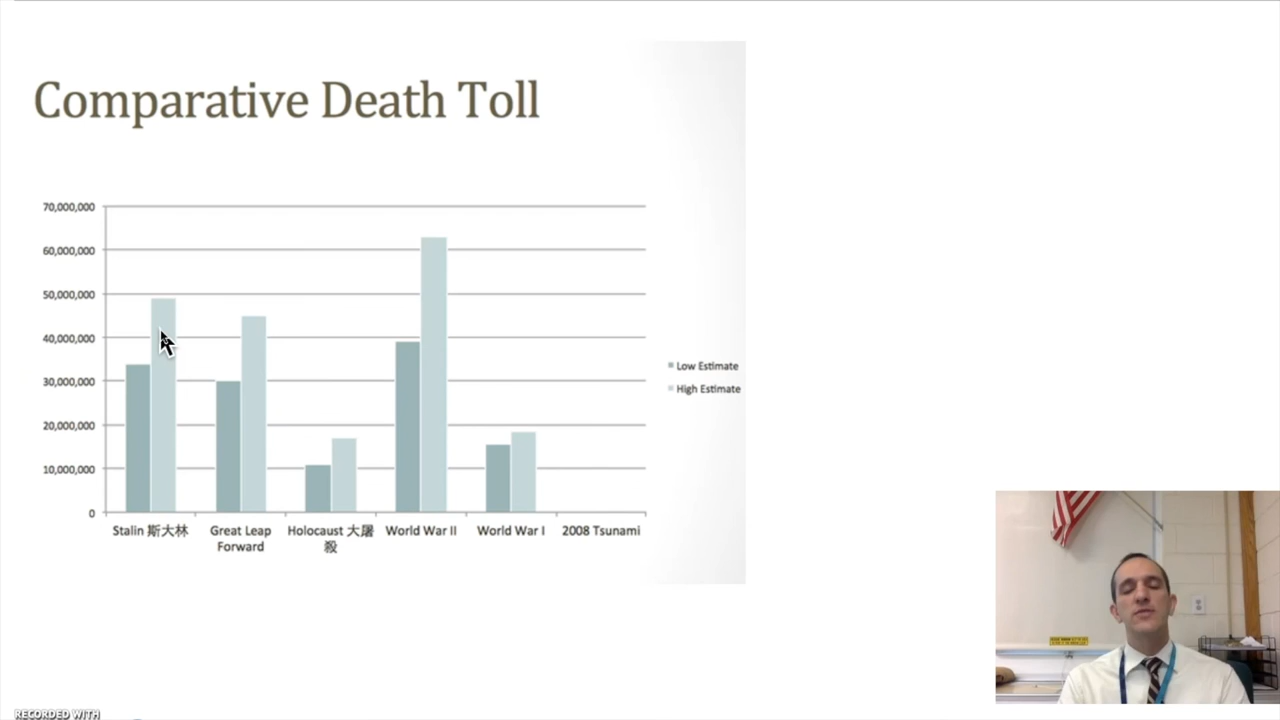 Comparative Death Toll
70,000,000
60,000,000
50,000,000
40,000,000
30,000,000
20,000,000
10,000,000
0
Stalin 斯大林
Great Leap
Forward
Holocaust 大屠
殺
World War II
World War I
2008 Tsunami
Low Estimate
High Estimate
RECORDED WITH